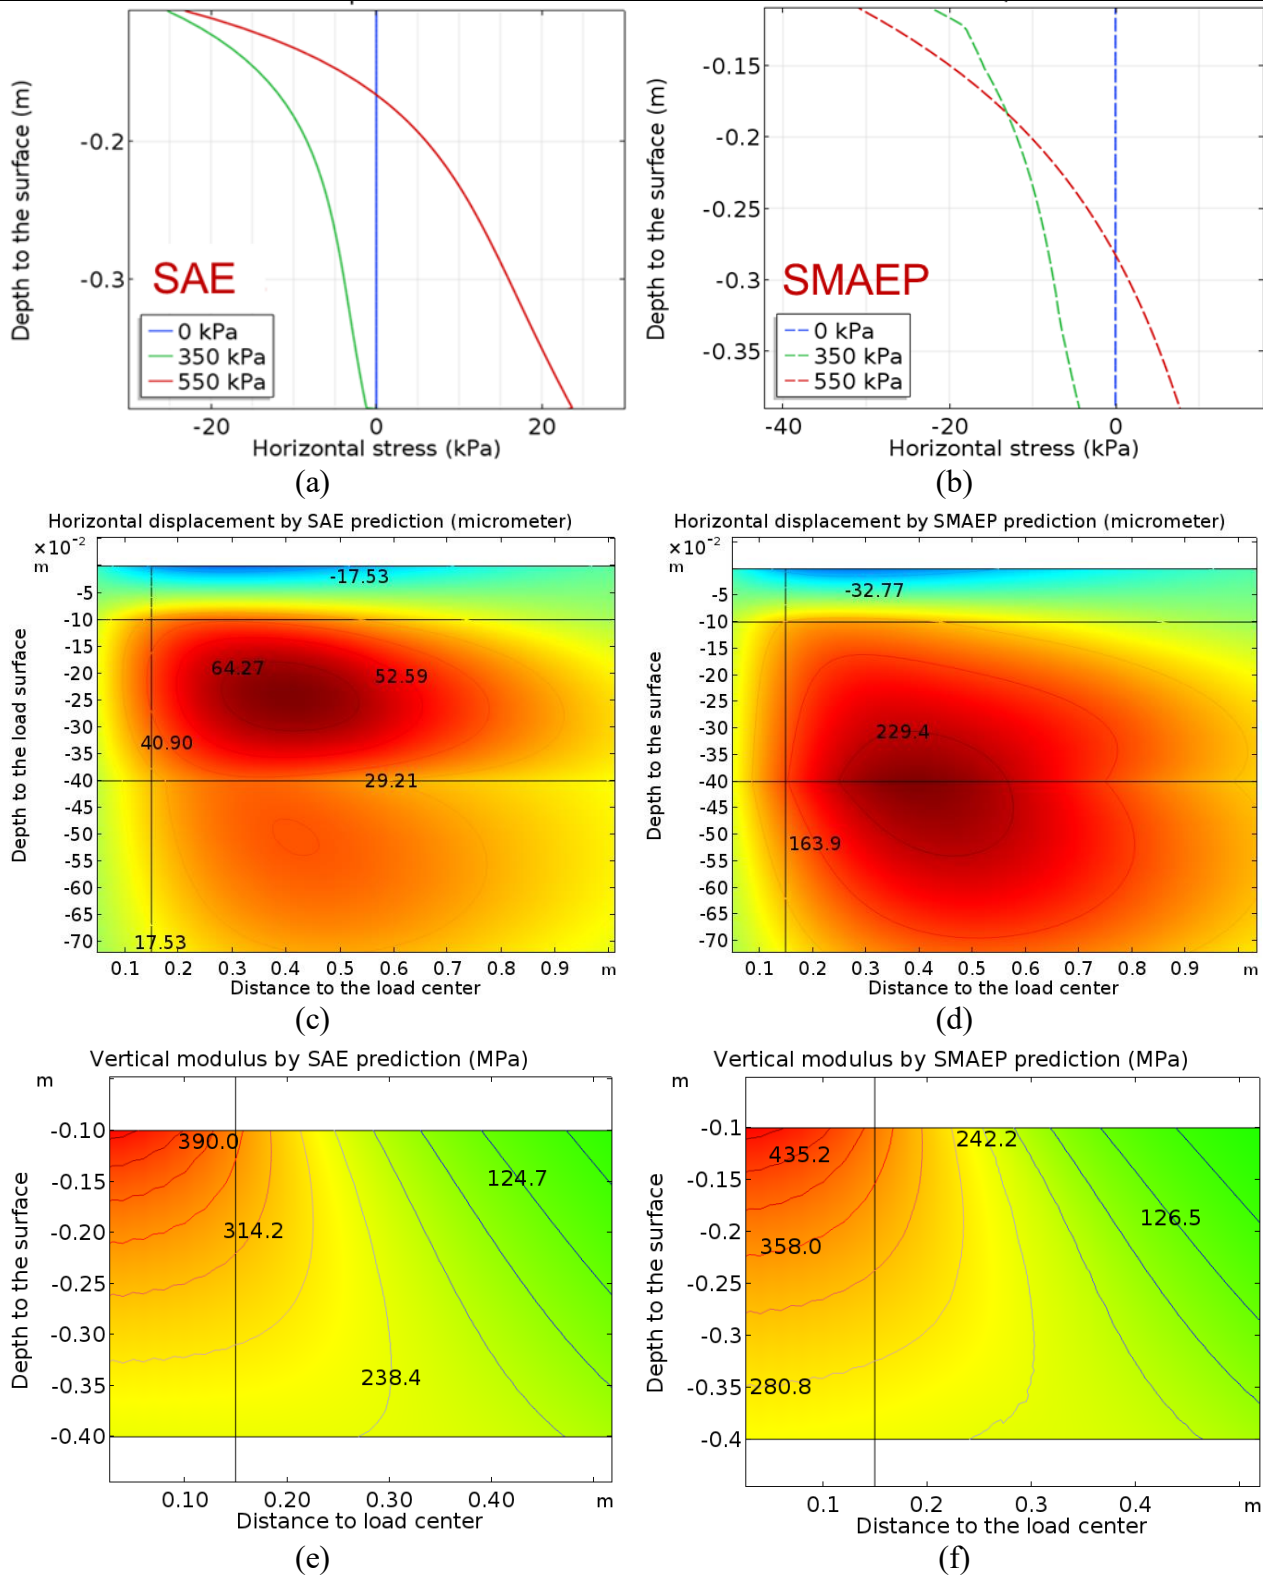 Depth to the surface (m)
-0.2
-0.3
SAE
0 kPa
350 kPa
550 kPa
-20
0
20
Horizontal stress (kPa)
(a)
Depth to the surface (m)
-0.15
-0.2
-0.25
-0.3
-0.35
SMAEP
0 kPa
350 kPa
550 kPa
-40
-20
0
Horizontal stress (kPa)
(b)
Horizontal displacement by SAE prediction (micrometer)
×10⁻²
m
Depth to the load surface
-5
-10
-15
-20
-25
-30
-35
-40
-45
-50
-55
-60
-65
-70
-17.53
64.27
52.59
40.90
29.21
17.53
0.1
0.2
0.3
0.4
0.5
0.6
0.7
0.8
0.9
m
Distance to the load center
(c)
Horizontal displacement by SMAEP prediction (micrometer)
×10⁻²
m
Depth to the surface
-5
-10
-15
-20
-25
-30
-35
-40
-45
-50
-55
-60
-65
-70
-32.77
229.4
163.9
0.1
0.2
0.3
0.4
0.5
0.6
0.7
0.8
0.9
m
Distance to the load center
(d)
Vertical modulus by SAE prediction (MPa)
m
Depth to the surface
-0.10
-0.15
-0.20
-0.25
-0.30
-0.35
-0.40
390.0
124.7
314.2
238.4
0.10
0.20
0.30
0.40
m
Distance to load center
(e)
Vertical modulus by SMAEP prediction (MPa)
m
Depth to the surface
-0.1
-0.15
-0.2
-0.25
-0.3
-0.35
-0.4
242.2
435.2
126.5
358.0
280.8
0.1
0.2
0.3
0.4
m
Distance to the load center
(f)